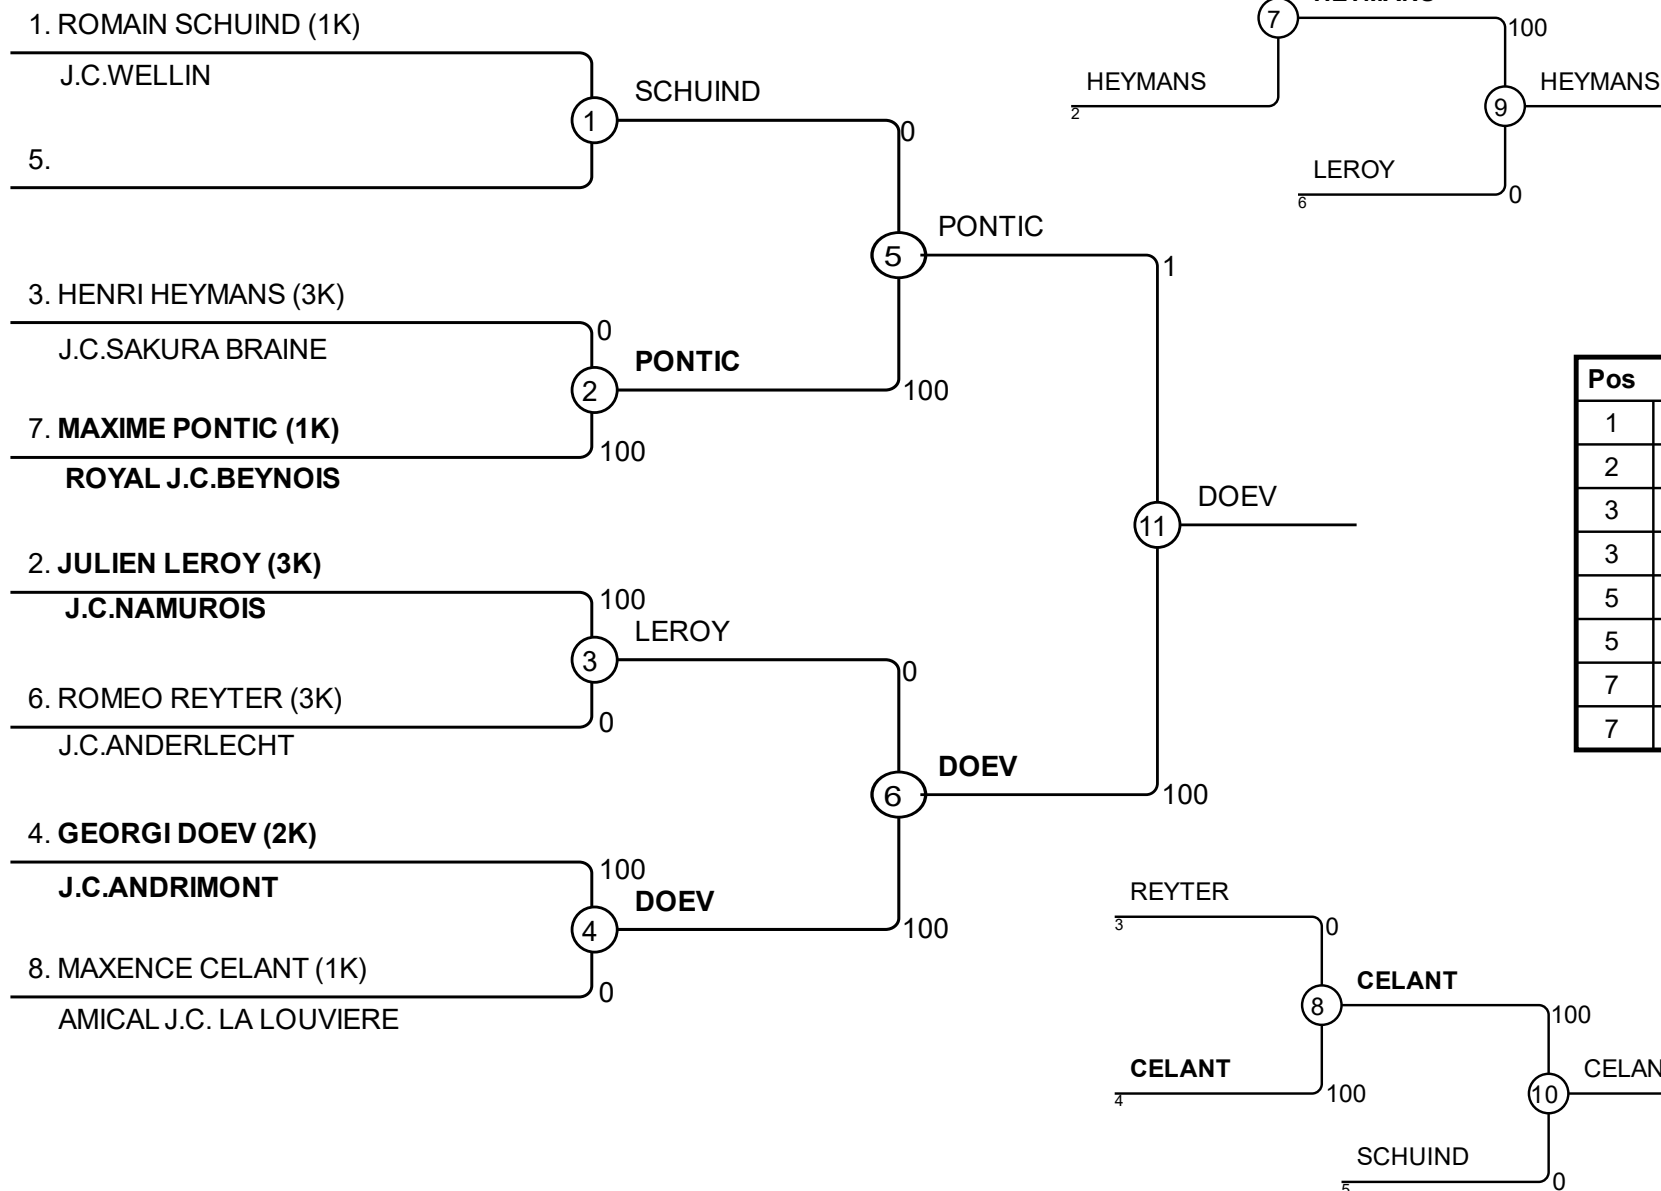 1. ROMAIN SCHUIND (1K)
J.C.WELLIN
1
SCHUIND
0
5.
3. HENRI HEYMANS (3K)
0
J.C.SAKURA BRAINE
2
PONTIC
100
7. MAXIME PONTIC (1K)
100
ROYAL J.C.BEYNOIS
5
PONTIC
1
2. JULIEN LEROY (3K)
100
J.C.NAMUROIS
3
LEROY
0
6. ROMEO REYTER (3K)
0
J.C.ANDERLECHT
6
DOEV
100
4. GEORGI DOEV (2K)
100
J.C.ANDRIMONT
4
DOEV
100
8. MAXENCE CELANT (1K)
0
AMICAL J.C. LA LOUVIERE
11
DOEV
7
HEYMANS
100
HEYMANS
2
9
HEYMANS
LEROY
6
0
Pos
1
2
3
3
5
5
7
7
REYTER
3
0
8
CELANT
100
CELANT
4
100
10
CELAN
SCHUIND
5
0